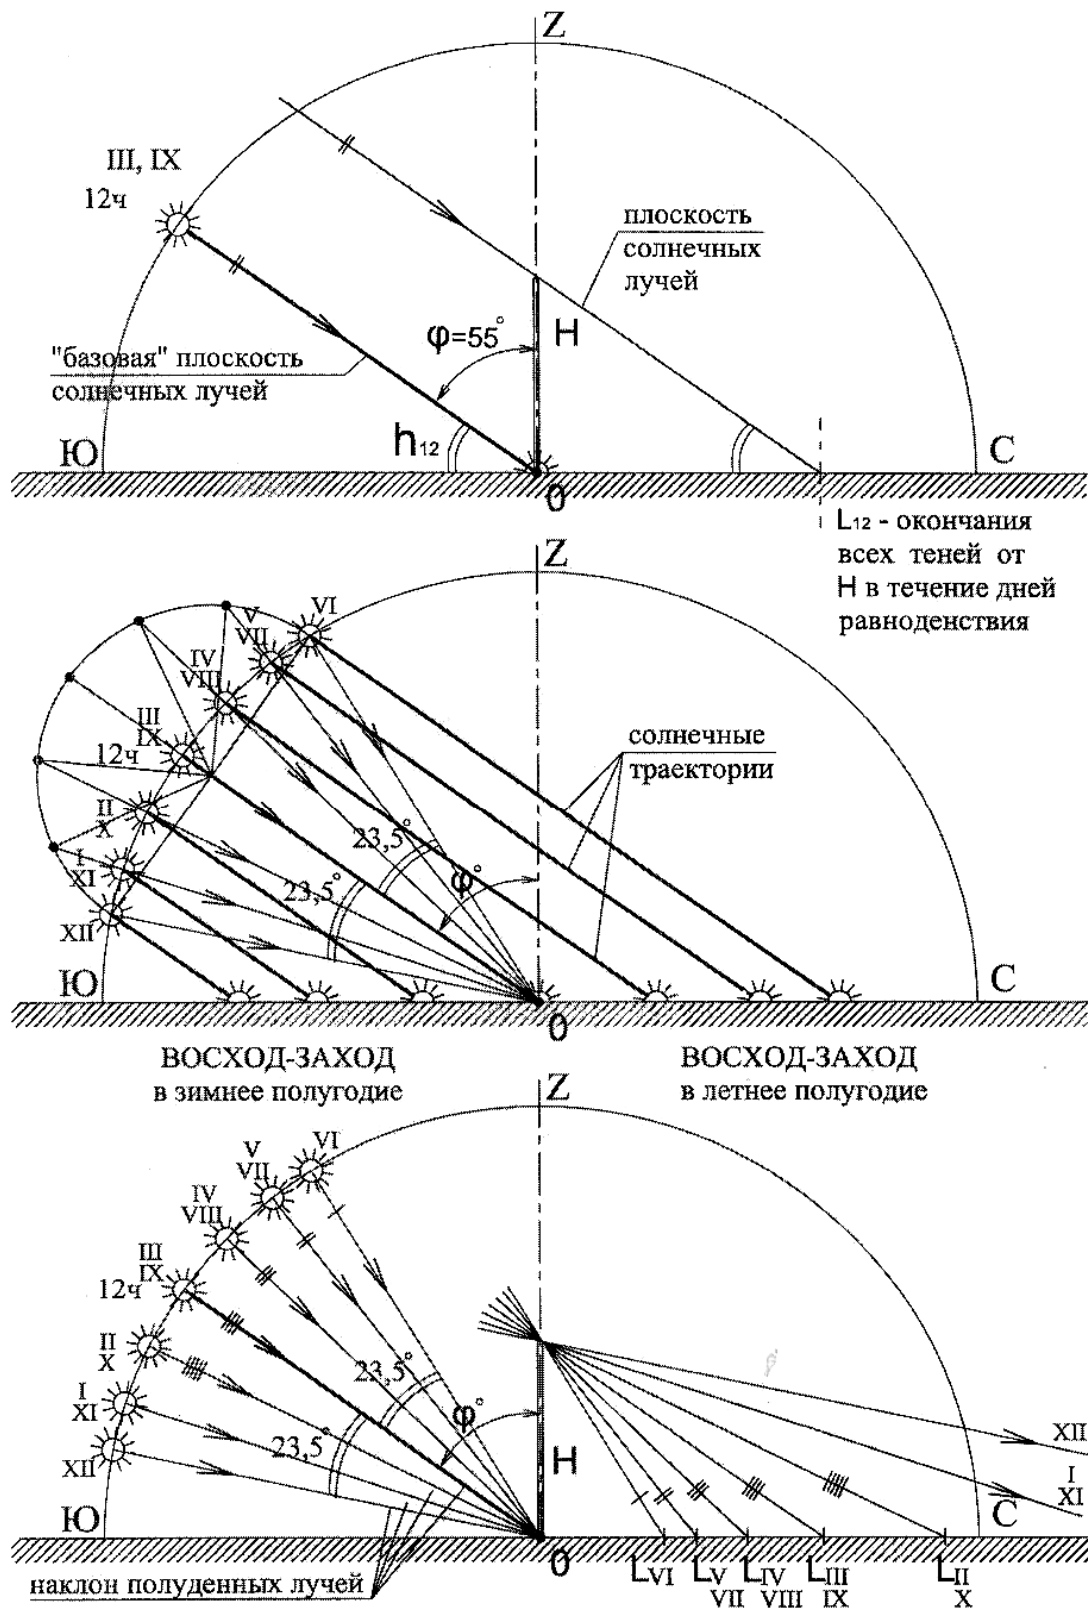 Z
III, IX
12ч
плоскость
солнечных
лучей
φ=55°
H
"базовая" плоскость
солнечных лучей
h12
Ю
С
0
L12 - окончания
всех теней от
H в течение дней
равноденствия
Z
VI
V
VII
IV
VIII
III
IX
12ч
II
X
I
XI
XII
солнечные
траектории
23,5°
23,5°
φ°
Ю
С
0
ВОСХОД-ЗАХОД
в зимнее полугодие
ВОСХОД-ЗАХОД
в летнее полугодие
Z
VI
V
VII
IV
VIII
III
IX
12ч
II
X
I
XI
XII
23,5°
23,5°
φ°
H
XII
I
XI
Ю
С
0
наклон полуденных лучей
LVI
LV
VII
LIV
VIII
LIII
IX
LII
X